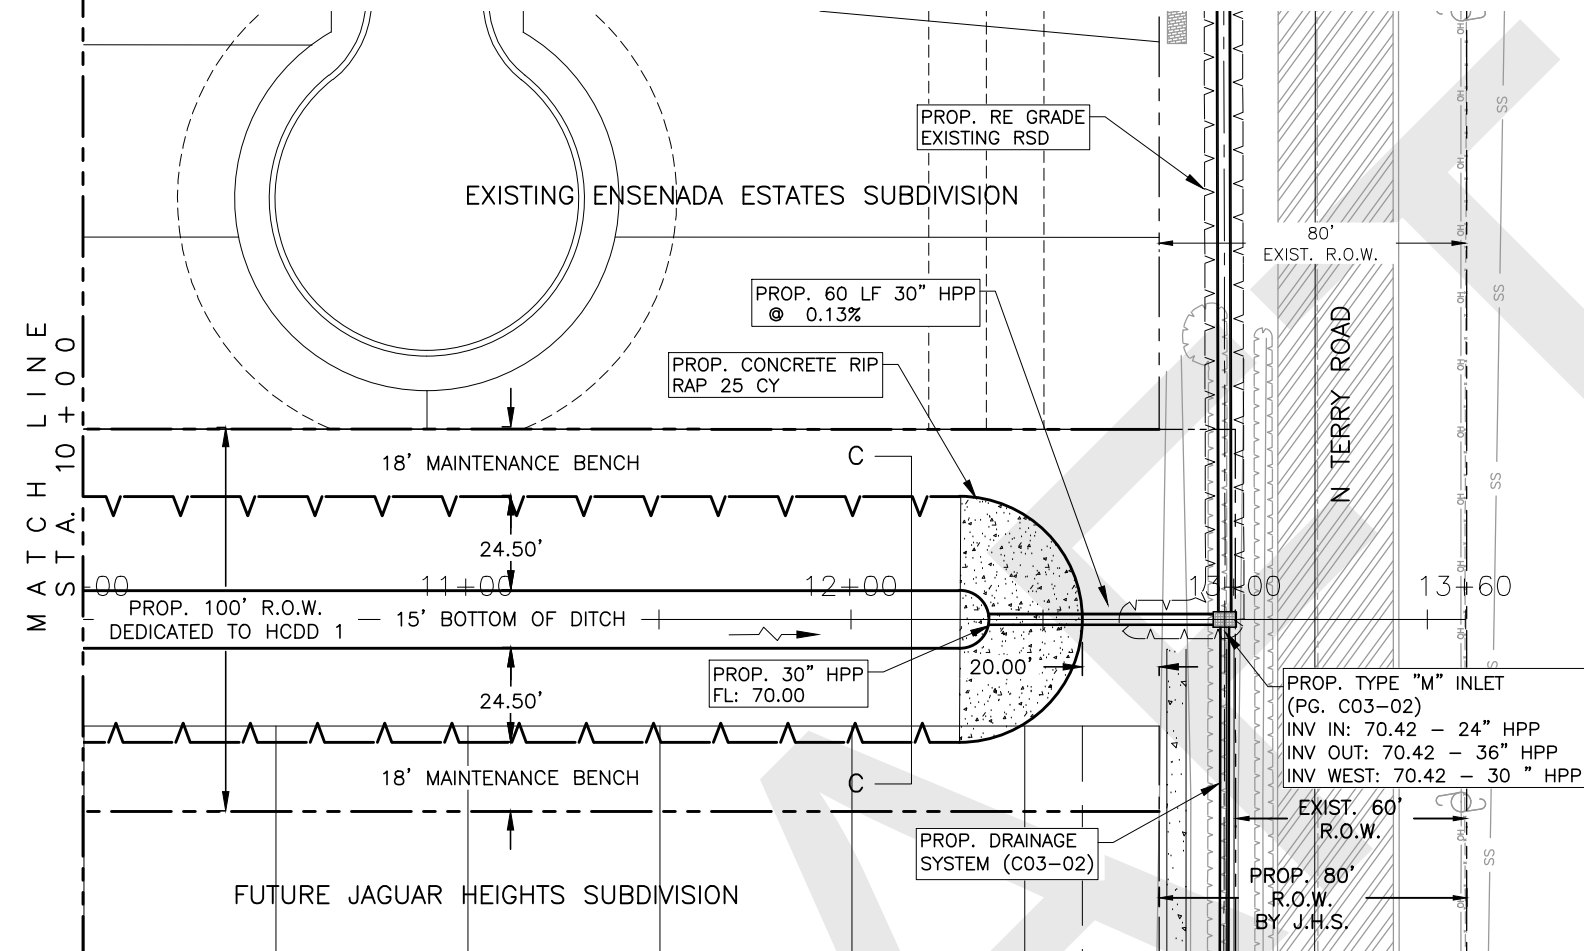 PROP. RE GRADE
EXISTING RSD
EXISTING ENSENADA ESTATES SUBDIVISION
80'
EXIST. R.O.W.
PROP. 60 LF 30" HPP
@ 0.13%
PROP. CONCRETE RIP
RAP 25 CY
N TERRY ROAD
MATCH LINE
STA. 10+00
18' MAINTENANCE BENCH
C
24.50'
00
11+00
12+00
13+00
13+60
PROP. 100' R.O.W.
DEDICATED TO HCDD 1
15' BOTTOM OF DITCH
PROP. 30" HPP
FL: 70.00
20.00'
24.50'
PROP. TYPE "M" INLET
(PG. C03-02)
INV IN: 70.42 - 24" HPP
INV OUT: 70.42 - 36" HPP
INV WEST: 70.42 - 30 " HPP
18' MAINTENANCE BENCH
C
EXIST. 60'
R.O.W.
PROP. DRAINAGE
SYSTEM (C03-02)
PROP. 80'
R.O.W.
BY J.H.S.
FUTURE JAGUAR HEIGHTS SUBDIVISION
SS
SS
SS
SS
SS